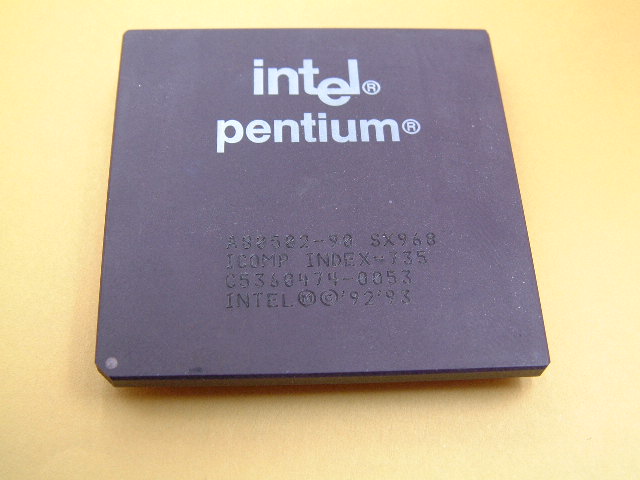 intel®
pentium®
A80502-90 SX968
ICOMP INDEX=735
C5360474-0053
INTEL Ⓜ © '92 '93